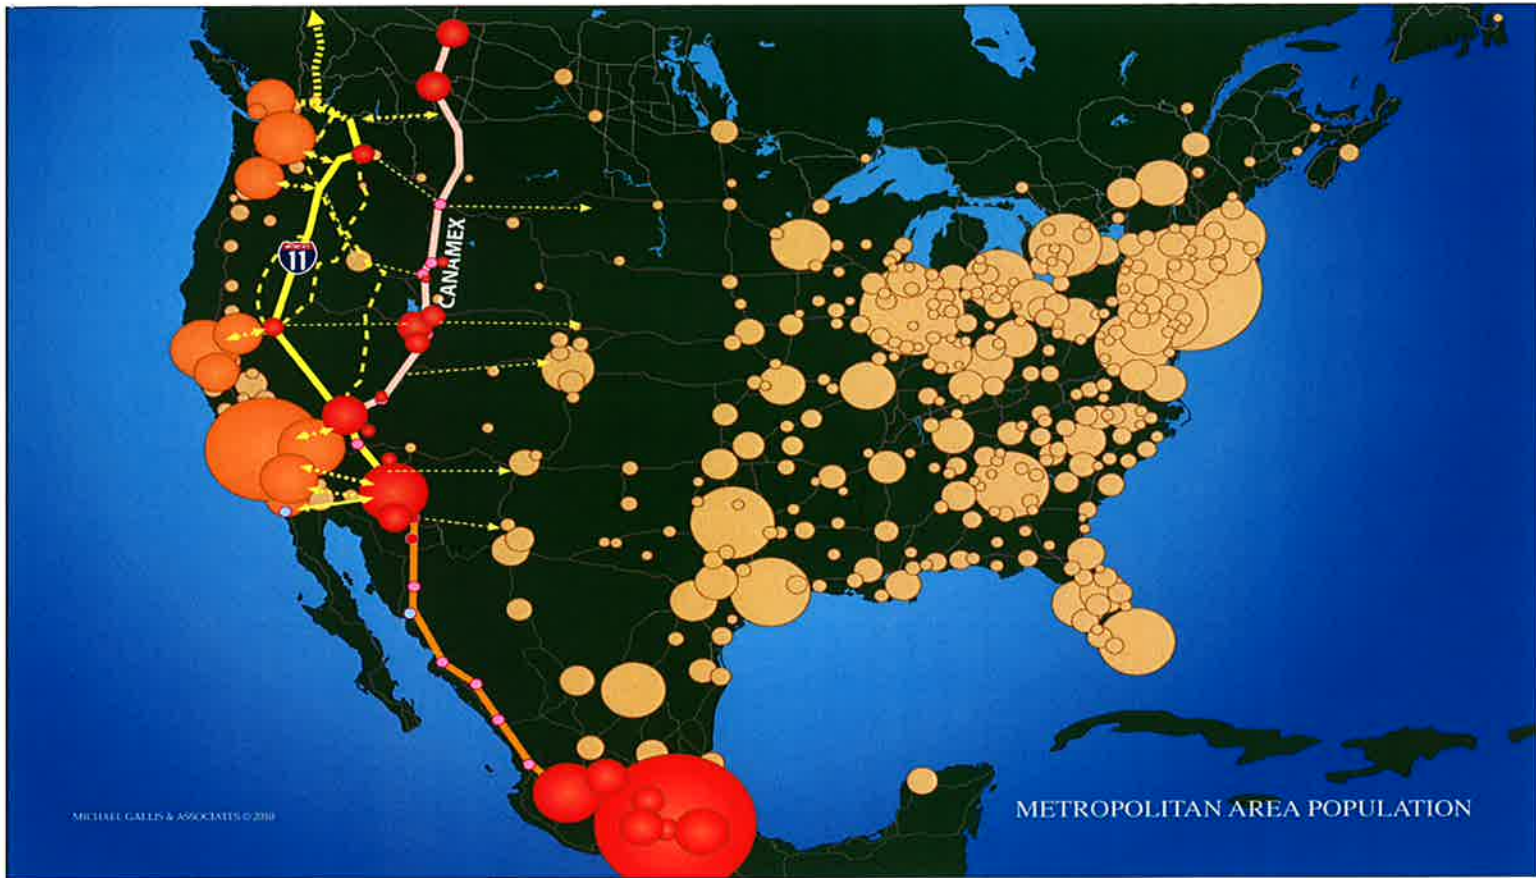 11
CANAMEX
METROPOLITAN AREA POPULATION
MICHAEL GALLIS & ASSOCIATES © 2010